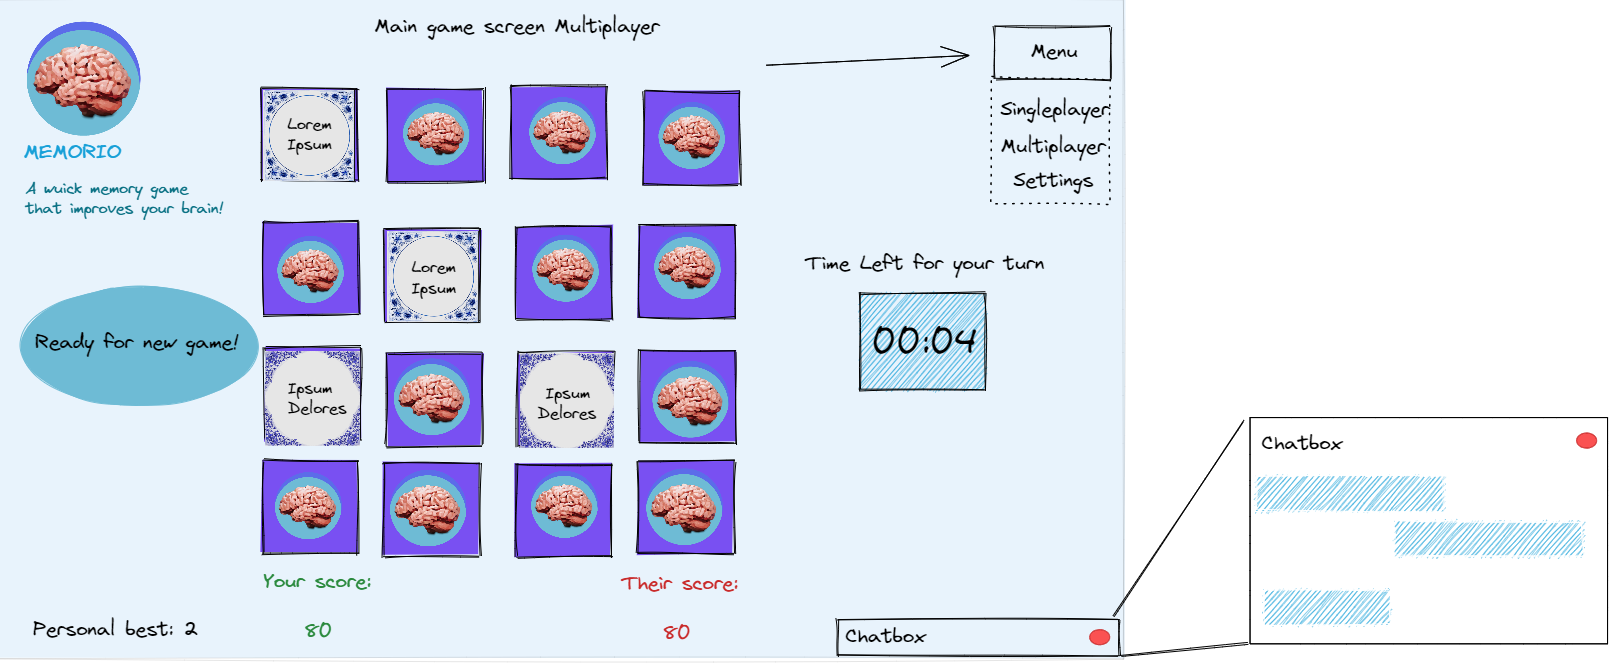 Main game screen Multiplayer
Menu
Singleplayer
Multiplayer
Settings
MEMORIO
A wuick memory game
that improves your brain!
Lorem
Ipsum
Lorem
Ipsum
Time Left for your turn
00:04
Ready for new game!
Ipsum
Delores
Ipsum
Delores
Your score:
80
Their score:
80
Personal best: 2
Chatbox
Chatbox